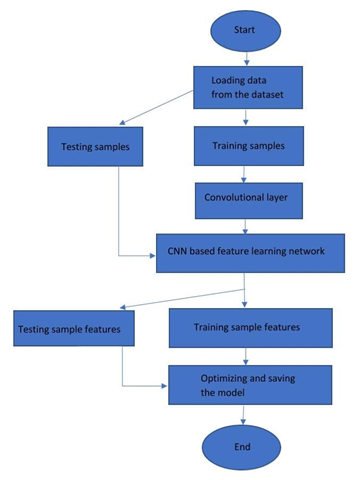 Start
Loading data
from the dataset
Testing samples
Training samples
Convolutional layer
CNN based feature learning network
Testing sample features
Training sample features
Optimizing and saving
the model
End